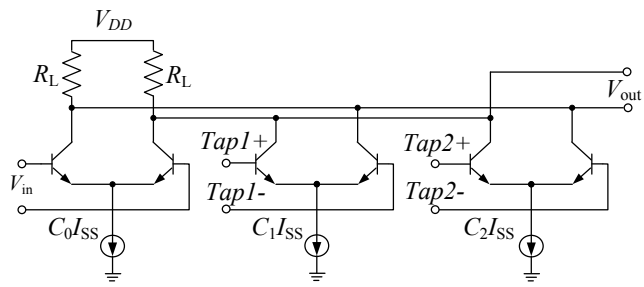 V_DD
R_L
R_L
V_out
Tap1+
Tap2+
V_in
Tap1-
Tap2-
C_0I_SS
C_1I_SS
C_2I_SS